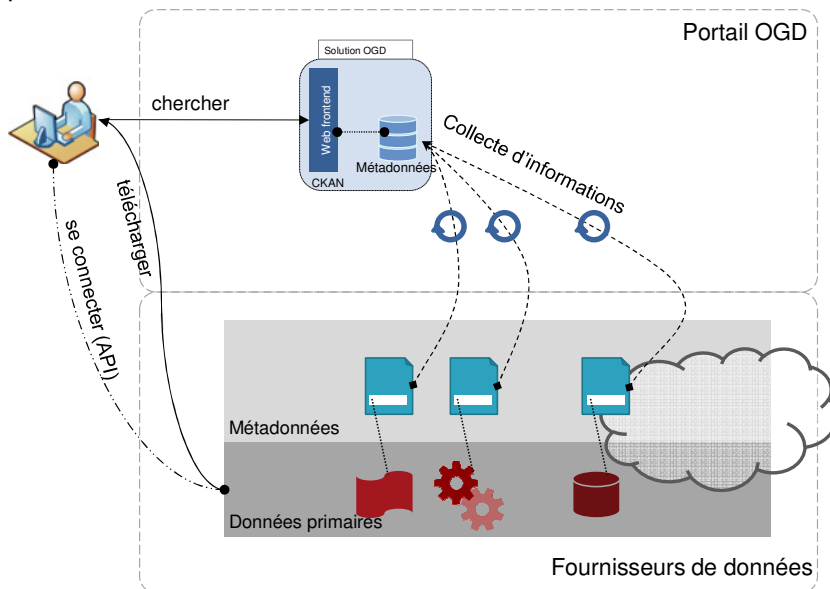 Portail OGD
Solution OGD
chercher
Web frontend
Métadonnées
CKAN
Collecte d'informations
télécharger
se connecter (API)
Métadonnées
Données primaires
Fournisseurs de données